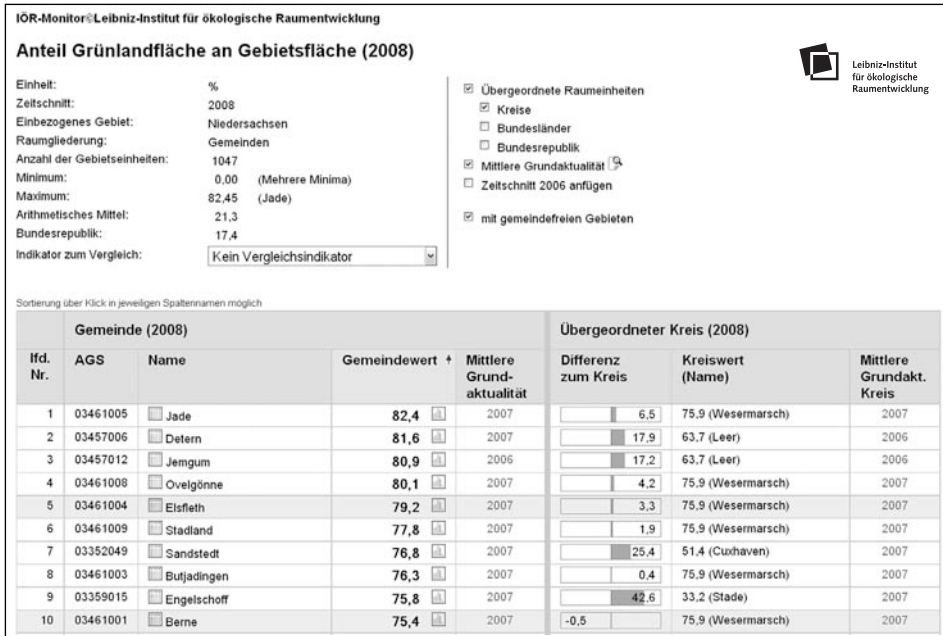 IÖR-Monitor©Leibniz-Institut für ökologische Raumentwicklung
Anteil Grünlandfläche an Gebietsfläche (2008)
Leibniz-Institut
für ökologische
Raumentwicklung
Einheit: %
Zeitschnitt: 2008
Einbezogenes Gebiet: Niedersachsen
Raumgliederung: Gemeinden
Anzahl der Gebietseinheiten: 1047
Minimum: 0,00 (Mehrere Minima)
Maximum: 82,45 (Jade)
Arithmetisches Mittel: 21,3
Bundesrepublik: 17,4
Indikator zum Vergleich: Kein Vergleichsindikator
Übergeordnete Raumeinheiten
Kreise
Bundesländer
Bundesrepublik
Mittlere Grundaktualität
Zeitschnitt 2006 anfügen
mit gemeindefreien Gebieten
Sortierung über Klick in jeweiligen Spaltennamen möglich
Gemeinde (2008) Übergeordneter Kreis (2008)
lfd. AGS Name Gemeindewert Mittlere Differenz Kreiswert Mittlere
Nr. Grund- zum Kreis (Name) Grundakt.
aktualität Kreis
1 03461005 Jade 82,4 2007 6,5 75,9 (Wesermarsch) 2007
2 03457006 Detern 81,6 2007 17,9 63,7 (Leer) 2006
3 03457012 Jemgum 80,9 2006 17,2 63,7 (Leer) 2006
4 03461008 Ovelgönne 80,1 2007 4,2 75,9 (Wesermarsch) 2007
5 03461004 Elsfleth 79,2 2007 3,3 75,9 (Wesermarsch) 2007
6 03461009 Stadland 77,8 2007 1,9 75,9 (Wesermarsch) 2007
7 03352049 Sandstedt 76,8 2007 25,4 51,4 (Cuxhaven) 2007
8 03461003 Butjadingen 76,3 2007 0,4 75,9 (Wesermarsch) 2007
9 03359015 Engelschoff 75,8 2007 42,6 33,2 (Stade) 2007
10 03461001 Berne 75,4 2007 -0,5 75,9 (Wesermarsch) 2007